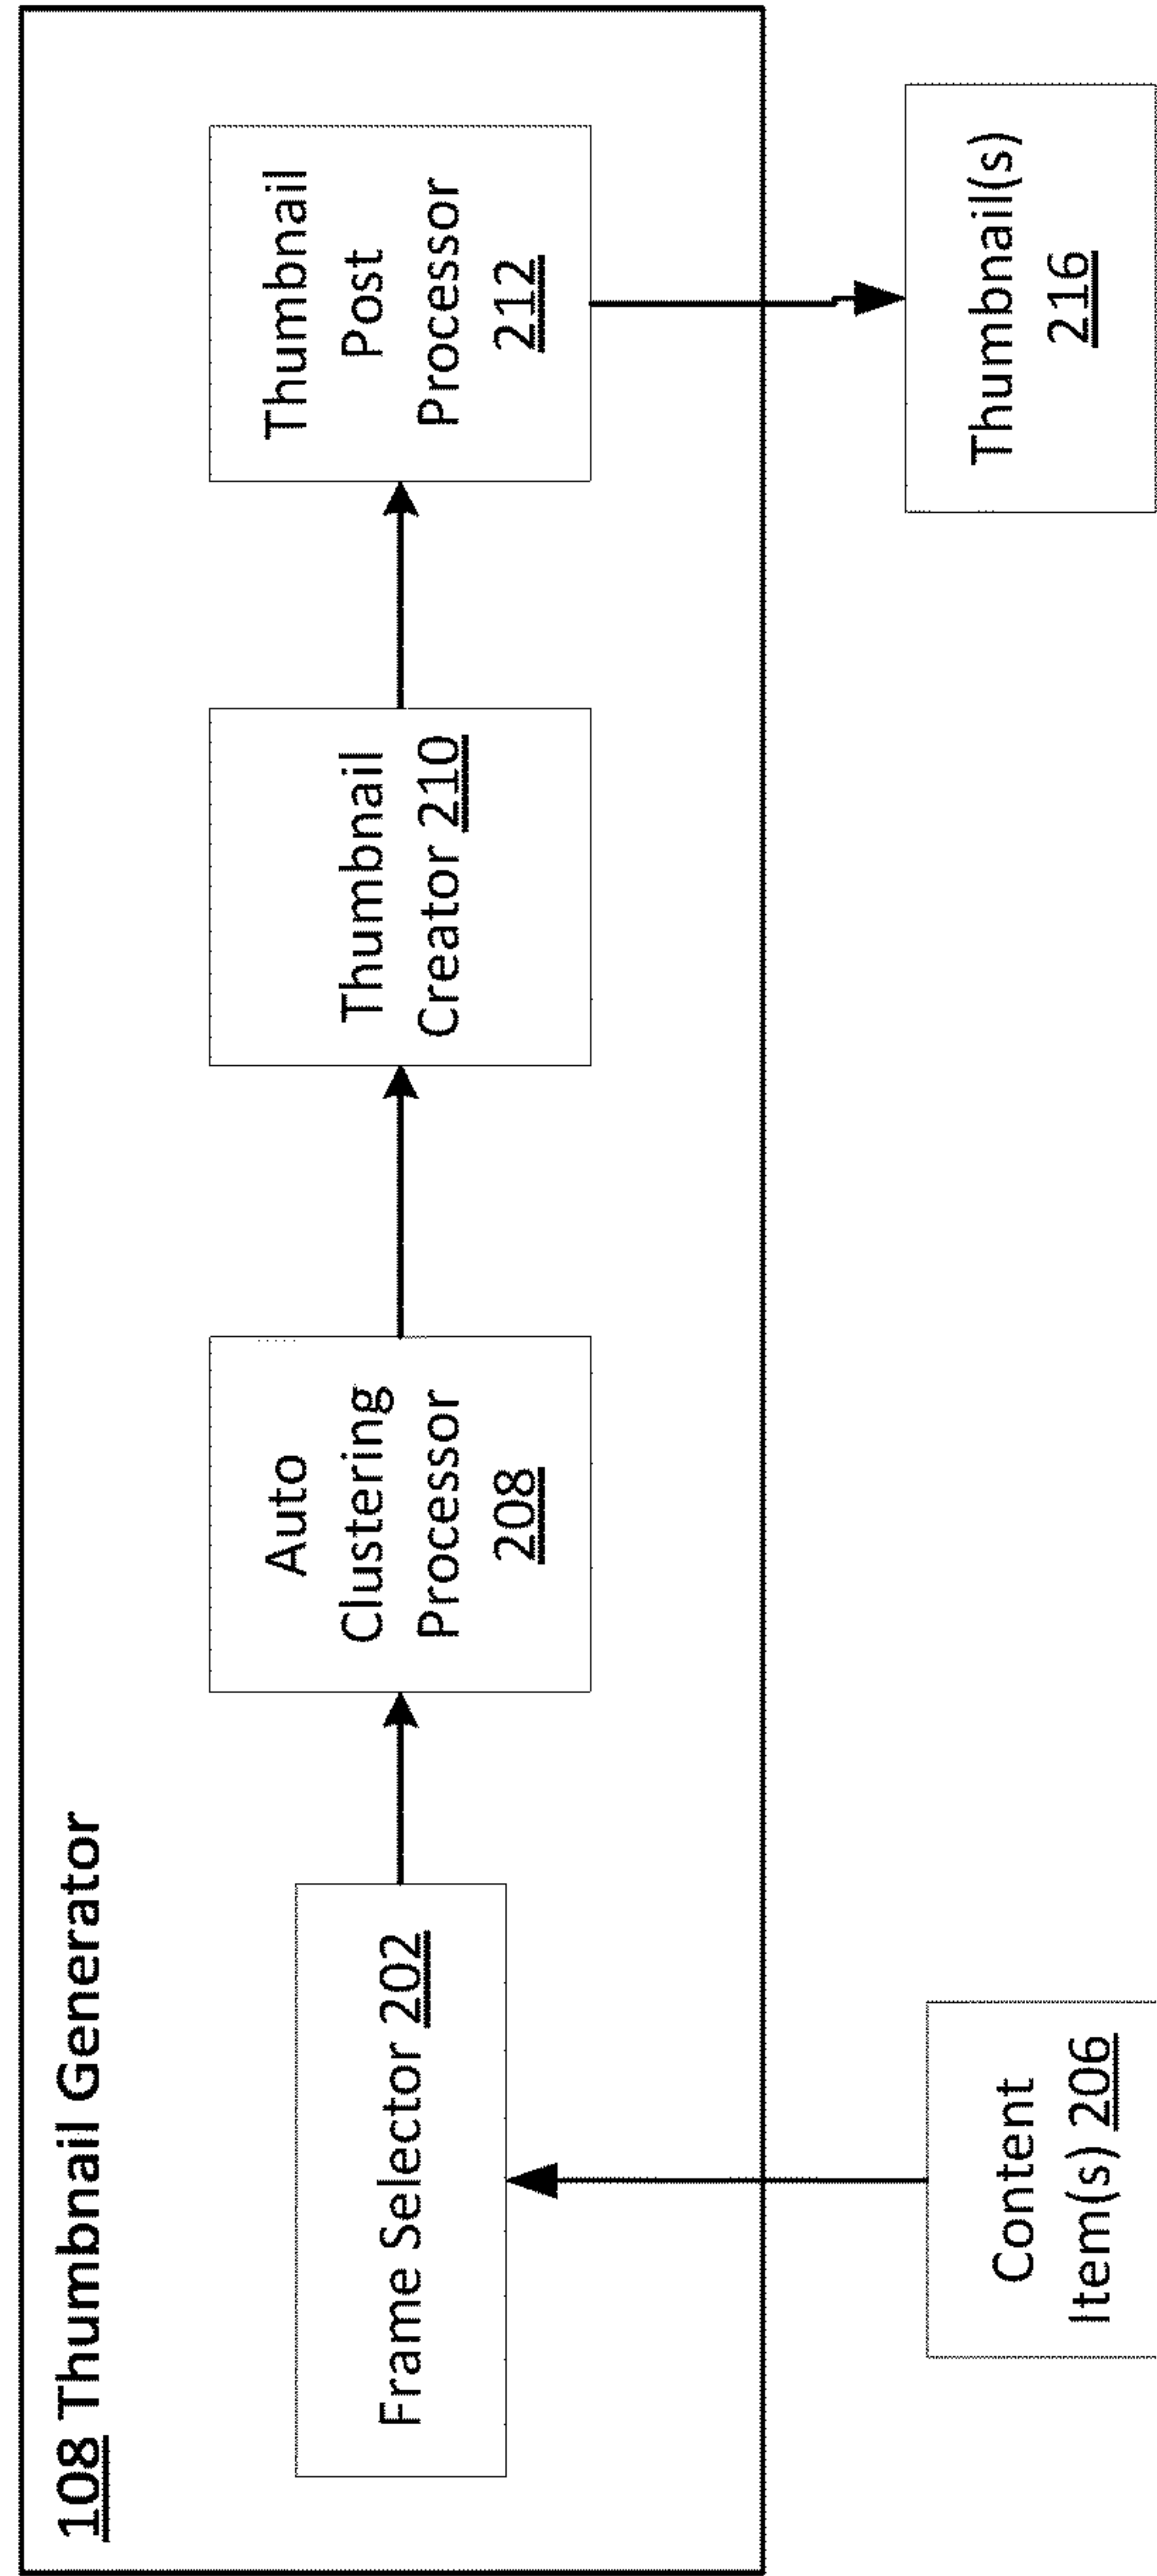 108 Thumbnail Generator
Frame Selector 202
Auto
Clustering
Processor
208
Thumbnail
Creator 210
Thumbnail
Post
Processor
212
Content
Item(s) 206
Thumbnail(s)
216